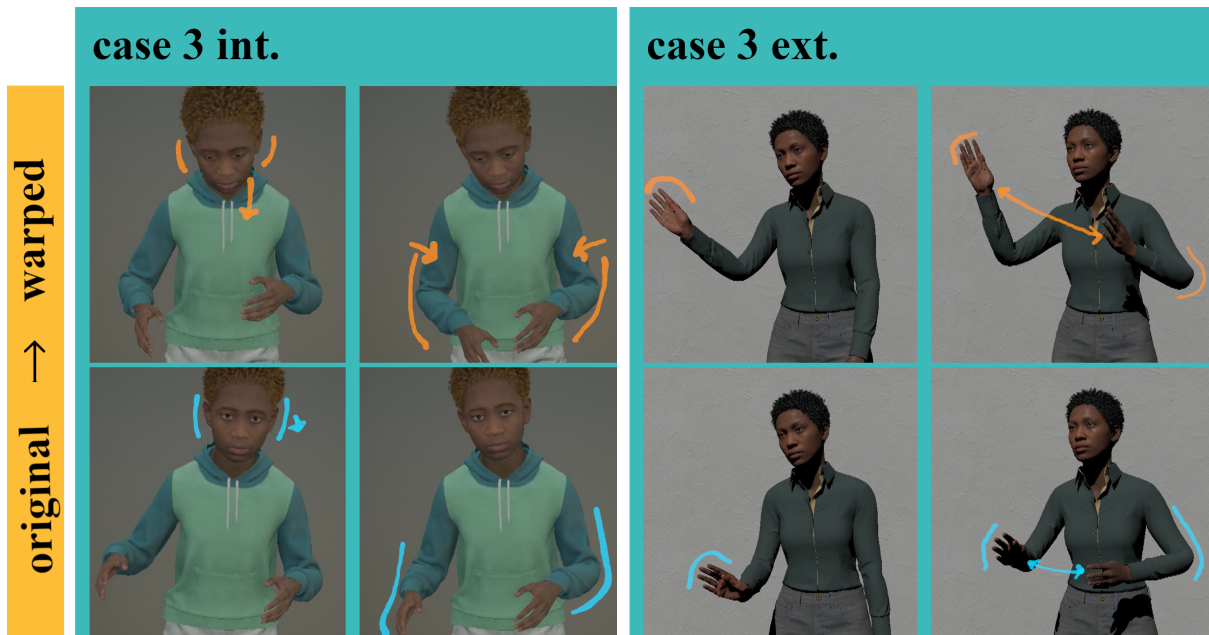 case 3 int.
case 3 ext.
original → warped